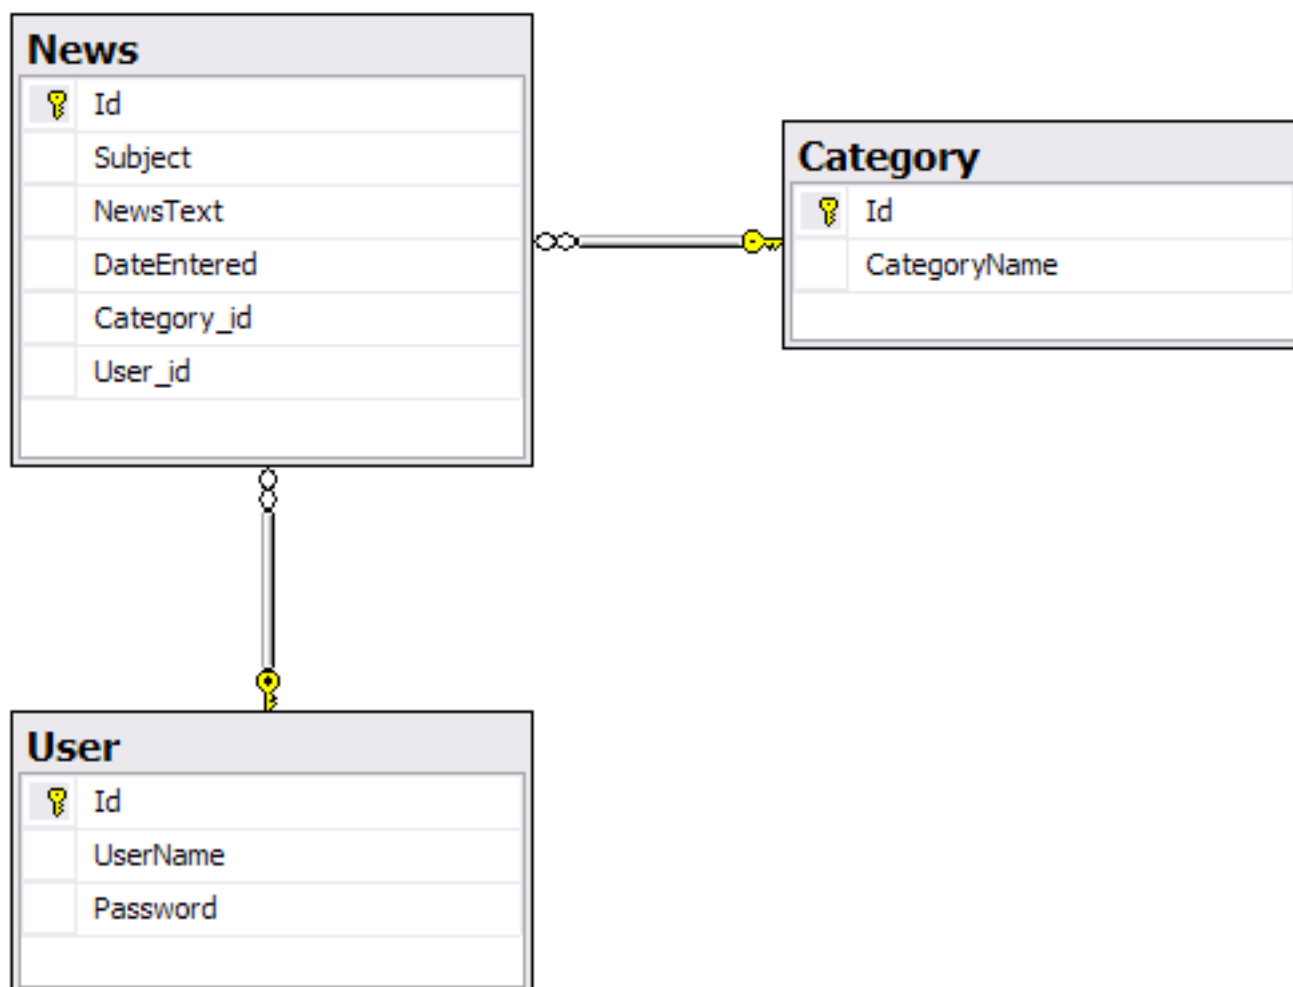 News
Id
Subject
NewsText
DateEntered
Category_id
User_id
Category
Id
CategoryName
User
Id
UserName
Password